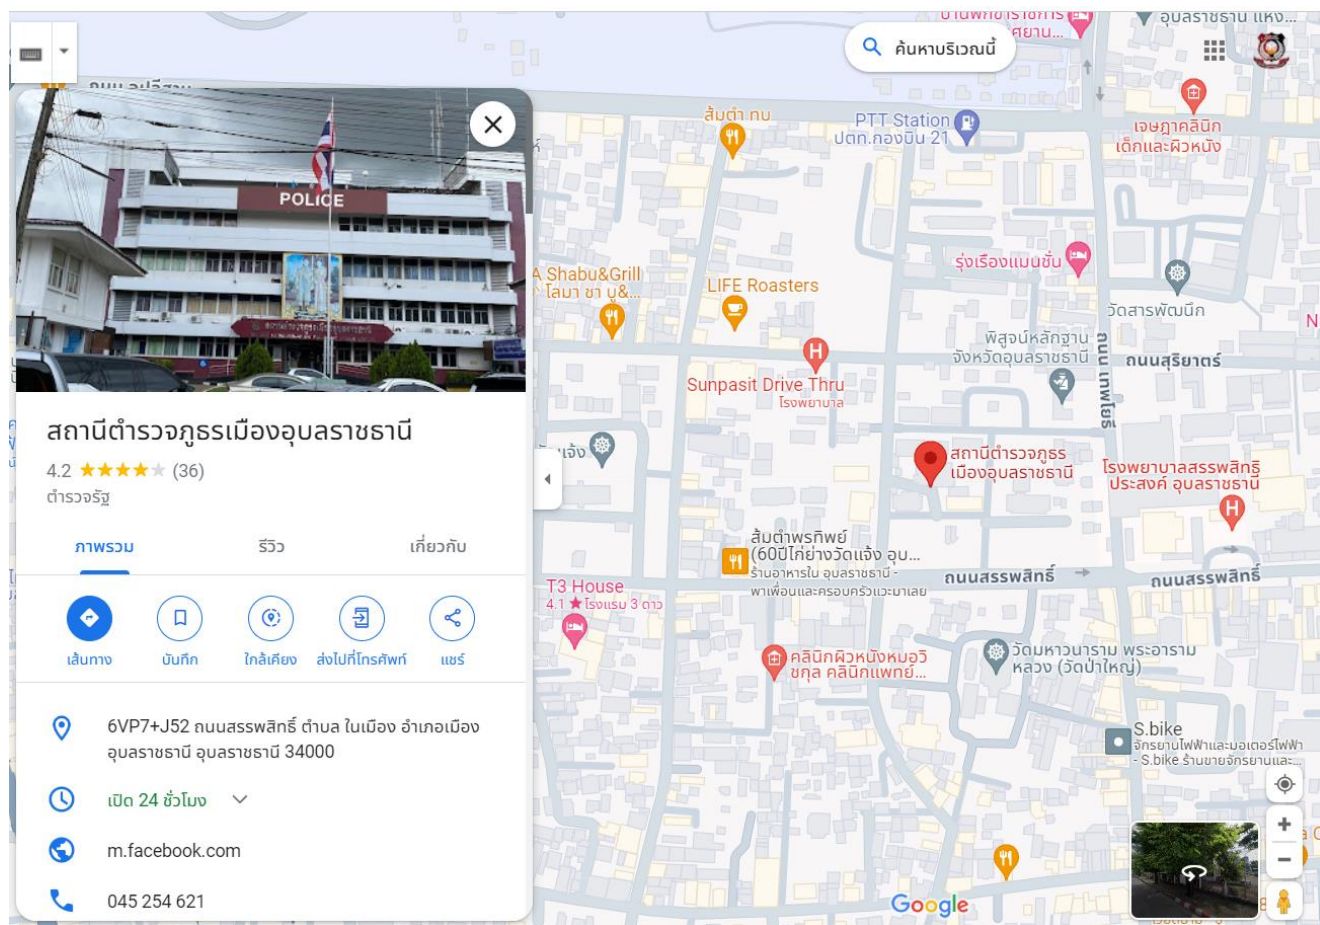 ค้นหาบริเวณนี้
POLICE
สถานีตำรวจภูธรเมืองอุบลราชธานี
4.2 ★★★★★ (36)
ตำรวจรัฐ
ภาพรวม
รีวิว
เกี่ยวกับ
เส้นทาง
บันทึก
ใกล้เคียง
ส่งไปที่โทรศัพท์
แชร์
6VP7+J52 ถนนสรรพสิทธิ์ ตำบล ในเมือง อำเภอเมือง
อุบลราชธานี อุบลราชธานี 34000
เปิด 24 ชั่วโมง
m.facebook.com
045 254 621
ส้มตำ ทบ
PTT Station
ปตท.กองบิน 21
เจษฎาคลินิก
เด็กและผิวหนัง
Shabu&Grill
โลมา ชา บู&...
LIFE Roasters
รุ่งเรืองแมนชั่น
วัดสารพัฒนึก
พิสูจน์หลักฐาน
จังหวัดอุบลราชธานี
ถนน เทพโยธี
ถนนสุริยาตร์
Sunpasit Drive Thru
โรงพยาบาล
สถานีตำรวจภูธร
เมืองอุบลราชธานี
โรงพยาบาลสรรพสิทธิ
ประสงค์ อุบลราชธานี
ส้มตำพรทิพย์
(60ปีไก่ย่างวัดแจ้ง อุบ...
ร้านอาหารใน อุบลราชธานี -
พาเพื่อนและครอบครัวแวะมาเลย
ถนนสรรพสิทธิ์
ถนนสรรพสิทธิ์
T3 House
4.1 ★ โรงแรม 3 ดาว
คลินิกผิวหนังหมอวิ
ชกุล คลินิกแพทย์...
วัดมหาวนาราม พระอาราม
หลวง (วัดป่าใหญ่)
S.bike
จักรยานไฟฟ้าและมอเตอร์ไฟฟ้า
- S.bike ร้านขายจักรยานและ...
Google